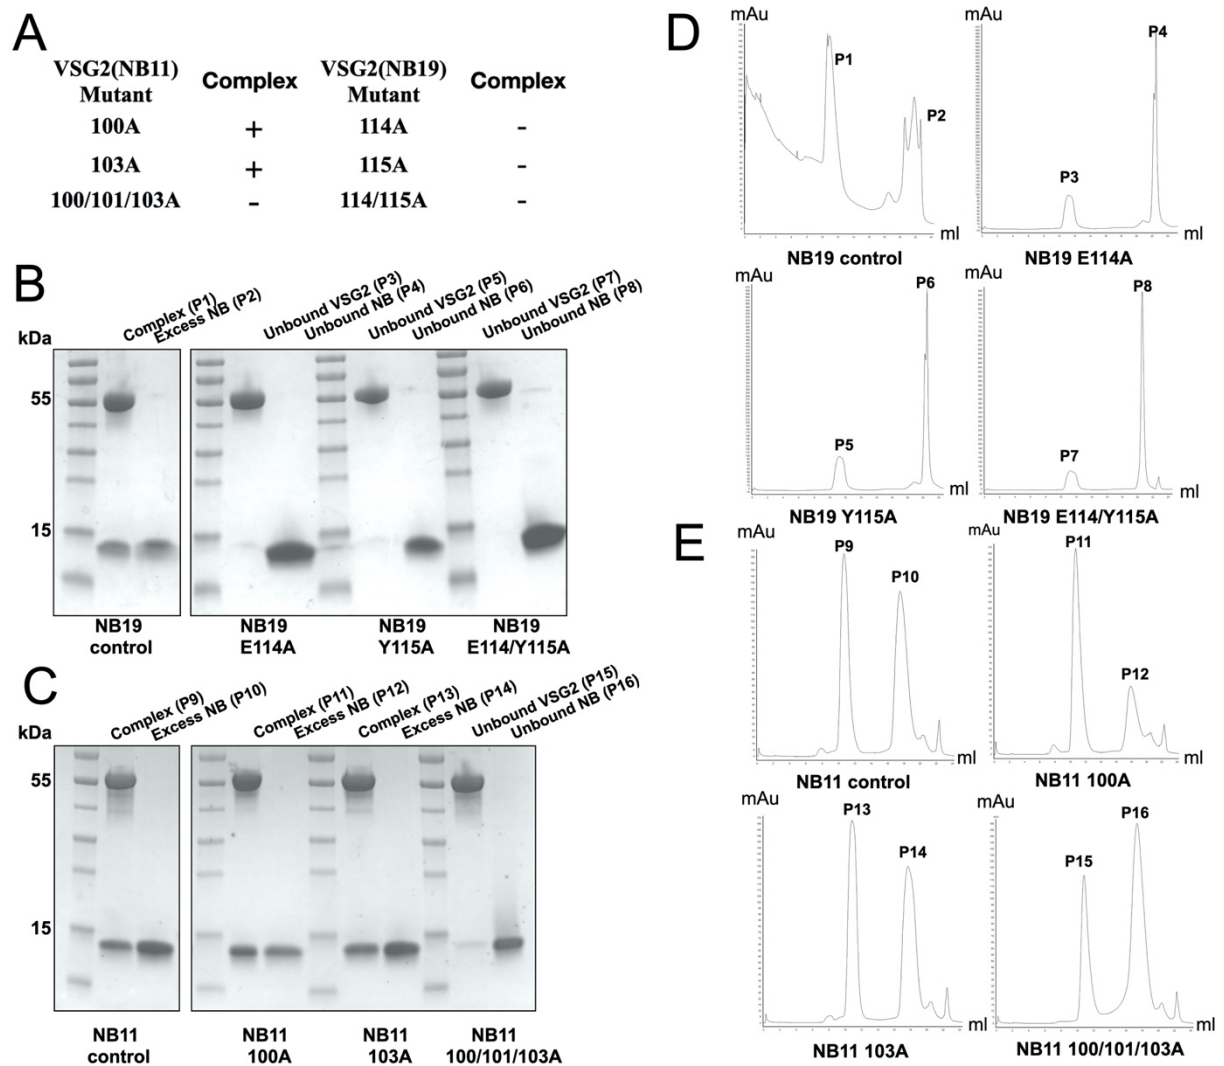 A
VSG2(NB11) Mutant Complex VSG2(NB19) Mutant Complex
100A + 114A -
103A + 115A -
100/101/103A - 114/115A -
B
kDa
Complex (P1)
Excess NB (P2)
Unbound VSG2 (P3)
Unbound NB (P4)
Unbound VSG2 (P5)
Unbound NB (P6)
Unbound VSG2 (P7)
Unbound NB (P8)
55
15
NB19 control
NB19 E114A
NB19 Y115A
NB19 E114/Y115A
C
kDa
Complex (P9)
Excess NB (P10)
Complex (P11)
Excess NB (P12)
Complex (P13)
Excess NB (P14)
Unbound VSG2 (P15)
Unbound NB (P16)
55
15
NB11 control
NB11 100A
NB11 103A
NB11 100/101/103A
D
mAu
P1
P2
ml
NB19 control
mAu
P3
P4
ml
NB19 E114A
mAu
P5
P6
ml
NB19 Y115A
mAu
P7
P8
ml
NB19 E114/Y115A
E
mAu
P9
P10
ml
NB11 control
mAu
P11
P12
ml
NB11 100A
mAu
P13
P14
ml
NB11 103A
mAu
P15
P16
ml
NB11 100/101/103A